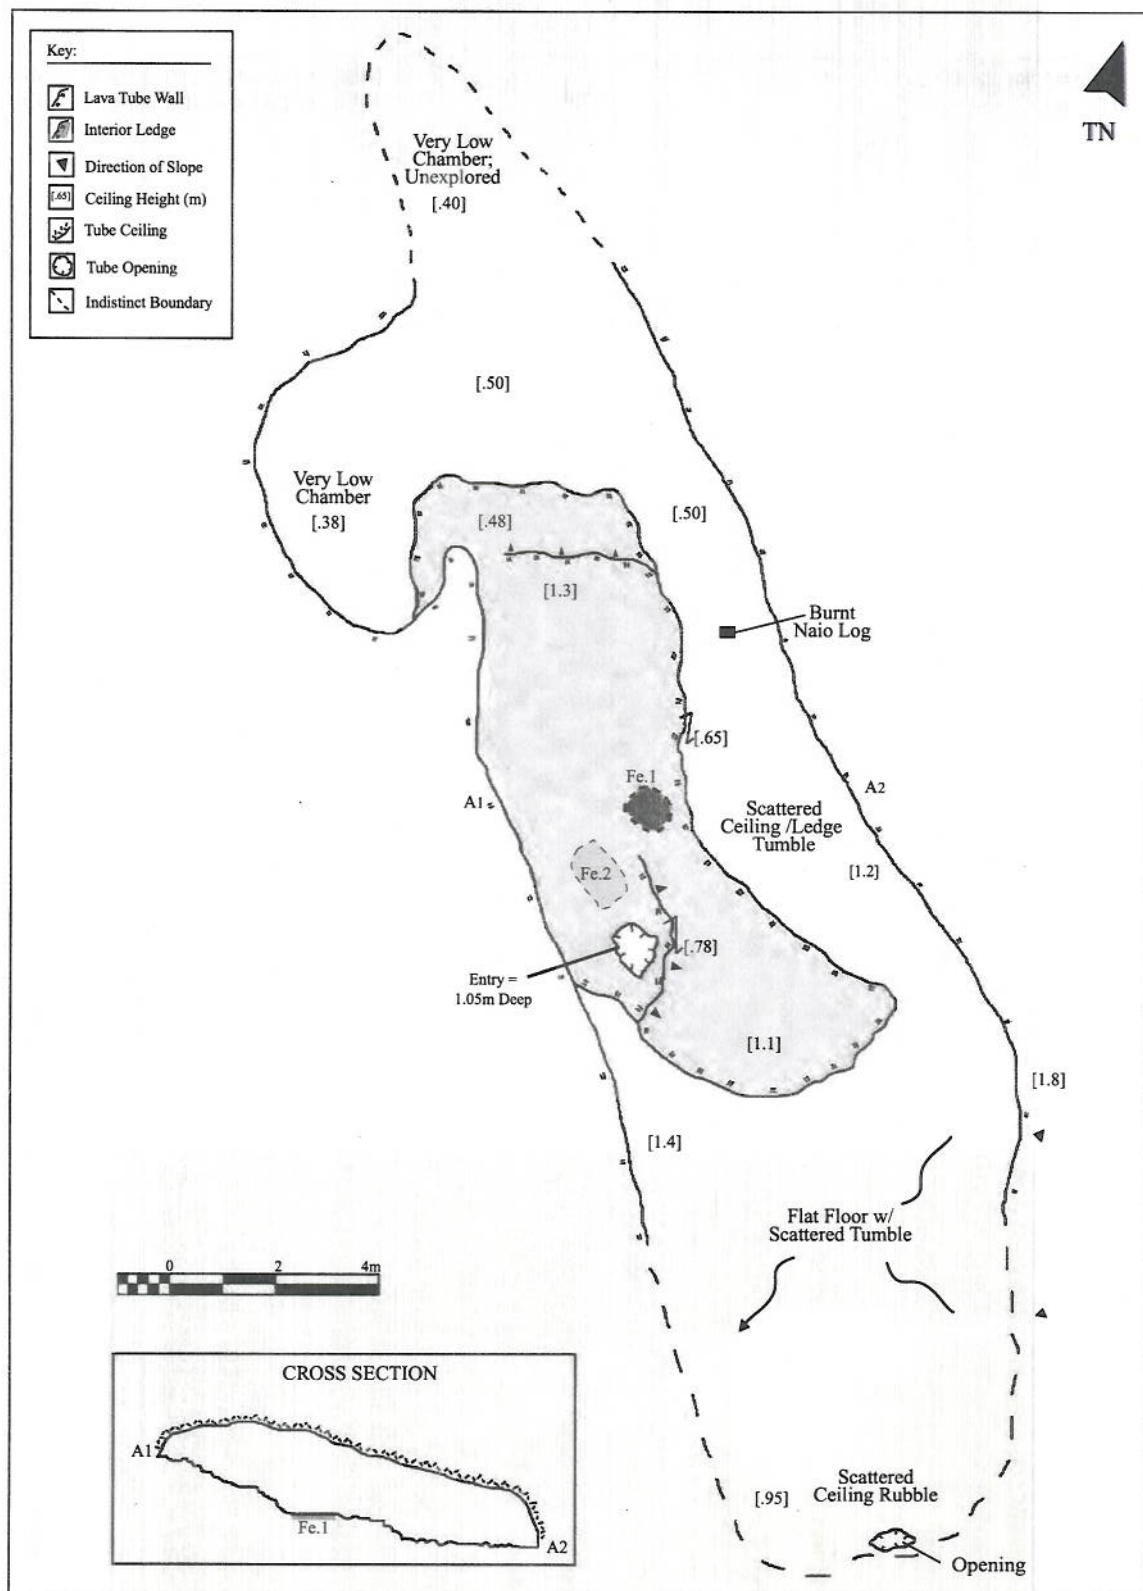 Key:
Lava Tube Wall
Interior Ledge
Direction of Slope
[.65]
Ceiling Height (m)
Tube Ceiling
Tube Opening
Indistinct Boundary
TN
Very Low
Chamber;
Unexplored
[.40]
[.50]
Very Low
Chamber
[.38]
[.48]
[.50]
[1.3]
Burnt
Naio Log
[.65]
Fe.1
A1
A2
Scattered
Ceiling /Ledge
Tumble
Fe.2
[1.2]
[.78]
Entry =
1.05m Deep
[1.1]
[1.8]
[1.4]
Flat Floor w/
Scattered Tumble
0 2 4m
CROSS SECTION
A1
Fe.1
A2
[.95]
Scattered
Ceiling Rubble
Opening